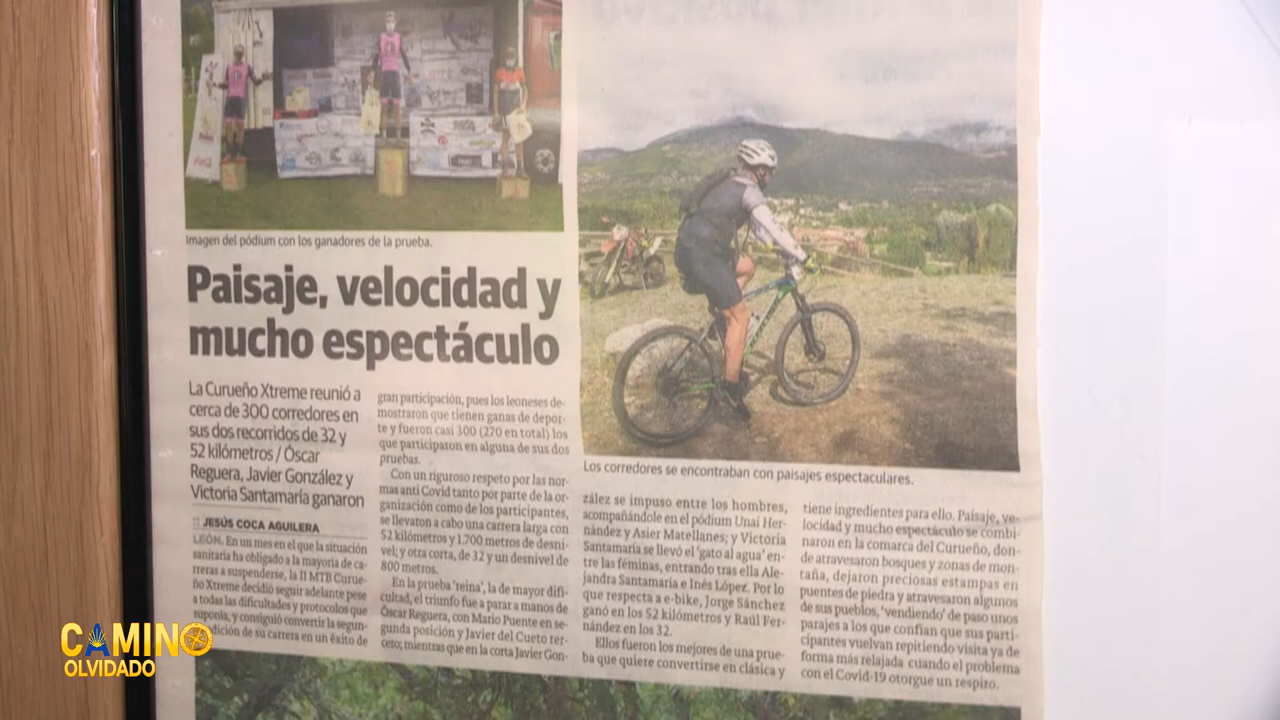 Imagen del pódium con los ganadores de la prueba.
Paisaje, velocidad y
mucho espectáculo
La Curueño Xtreme reunió a
cerca de 300 corredores en
sus dos recorridos de 32 y
52 kilómetros / Óscar
Reguera, Javier González y
Victoria Santamaría ganaron
JESÚS COCA AGUILERA
LEÓN. En un mes en el que la situación
sanitaria ha obligado a la mayoría de ca-
rreras a suspenderse, la II MTB Curue-
ño Xtreme decidió seguir adelante pese
a todas las dificultades y protocolos que
suponía, y consiguió convertir la segun-
dición de su carrera en un éxito de
gran participación, pues los leoneses de-
mostraron que tienen ganas de depor-
te y fueron casi 300 (270 en total) los
que participaron en alguna de sus dos
pruebas.
Con un riguroso respeto por las nor-
mas anti Covid tanto por parte de la or-
ganización como de los participantes,
se llevaron a cabo una carrera larga con
52 kilómetros y 1.700 metros de desni-
vel; y otra corta, de 32 y un desnivel de
800 metros.
En la prueba 'reina', la de mayor difi-
cultad, el triunfo fue a parar a manos de
Óscar Reguera, con Mario Puente en se-
gunda posición y Javier del Cueto ter-
cero; mientras que en la corta Javier Gon-
Los corredores se encontraban con paisajes espectaculares.
zález se impuso entre los hombres,
acompañándole en el pódium Unai Her-
nández y Asier Matellanes; y Victoria
Santamaría se llevó el 'gato al agua' en-
tre las féminas, entrando tras ella Ale-
jandra Santamaría e Inés López. Por lo
que respecta a e-bike, Jorge Sánchez
ganó en los 52 kilómetros y Raúl Fer-
nández en los 32.
Ellos fueron los mejores de una prue-
ba que quiere convertirse en clásica y
tiene ingredientes para ello. Paisaje, ve-
locidad y mucho espectáculo se combi-
naron en la comarca del Curueño, don-
de atravesaron bosques y zonas de mon-
taña, dejaron preciosas estampas en
puentes de piedra y atravesaron algunos
de sus pueblos, 'vendiendo' de paso unos
parajes a los que confían que sus parti-
cipantes vuelvan repitiendo visita ya de
forma más relajada cuando el problema
con el Covid-19 otorgue un respiro.
CAMINO
OLVIDADO